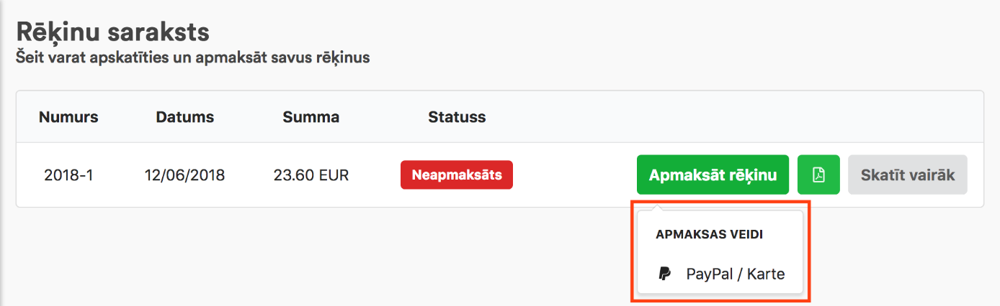 Rēķinu saraksts
Šeit varat apskatīties un apmaksāt savus rēķinus
Numurs Datums Summa Statuss
2018-1 12/06/2018 23.60 EUR Neapmaksāts Apmaksāt rēķinu Skatīt vairāk
APMAKSAS VEIDI
PayPal / Karte